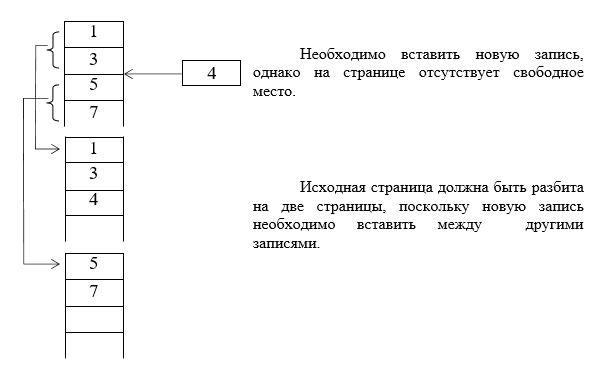 1
3
5
7
4
Необходимо вставить новую запись,
однако на странице отсутствует свободное
место.
1
3
4
Исходная страница должна быть разбита
на две страницы, поскольку новую запись
необходимо вставить между другими
записями.
5
7